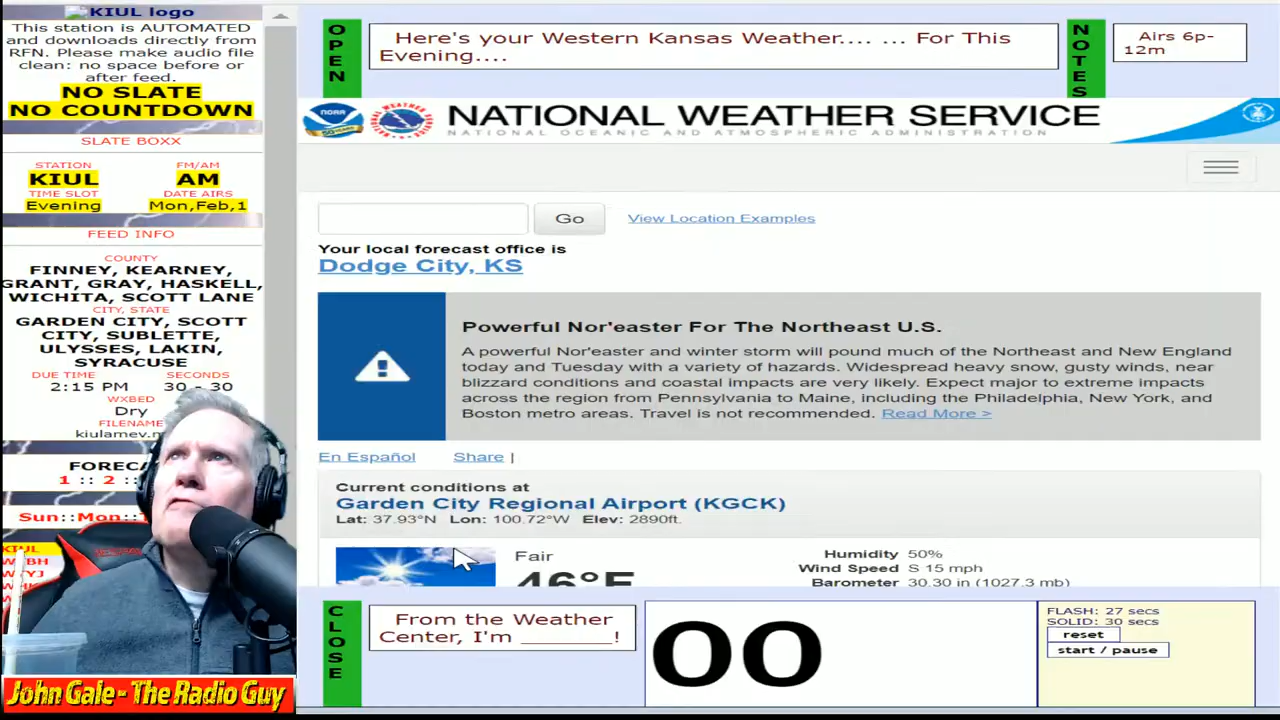 KIUL logo
This station is AUTOMATED
and downloads directly from
RFN. Please make audio file
clean: no space before or
after feed.
NO SLATE
NO COUNTDOWN
SLATE BOXX
STATION FM/AM
KIUL AM
TIME SLOT DATE AIRS
Evening Mon,Feb,1
FEED INFO
COUNTY
FINNEY, KEARNEY,
GRANT, GRAY, HASKELL,
WICHITA, SCOTT LANE
CITY, STATE
GARDEN CITY, SCOTT
CITY, SUBLETTE,
ULYSSES, LAKIN,
SYRACUSE
DUE TIME SECONDS
2:15 PM 30 - 30
WXBED
Dry
FILENAME
kiulamev.m
FORECA
1 :: 2 ::
Sun::Mon::T
KIUL
John Gale - The Radio Guy
OPEN
Here's your Western Kansas Weather.... ... For This
Evening....
NOTES
Airs 6p-
12m
NOAA
NATIONAL WEATHER SERVICE
NATIONAL OCEANIC AND ATMOSPHERIC ADMINISTRATION
Go View Location Examples
Your local forecast office is
Dodge City, KS
Powerful Nor'easter For The Northeast U.S.
A powerful Nor'easter and winter storm will pound much of the Northeast and New England
today and Tuesday with a variety of hazards. Widespread heavy snow, gusty winds, near
blizzard conditions and coastal impacts are very likely. Expect major to extreme impacts
across the region from Pennsylvania to Maine, including the Philadelphia, New York, and
Boston metro areas. Travel is not recommended. Read More >
En Español Share |
Current conditions at
Garden City Regional Airport (KGCK)
Lat: 37.93°N Lon: 100.72°W Elev: 2890ft.
Fair
46°F
Humidity 50%
Wind Speed S 15 mph
Barometer 30.30 in (1027.3 mb)
CLOSE
From the Weather
Center, I'm _______!
00
FLASH: 27 secs
SOLID: 30 secs
reset
start / pause